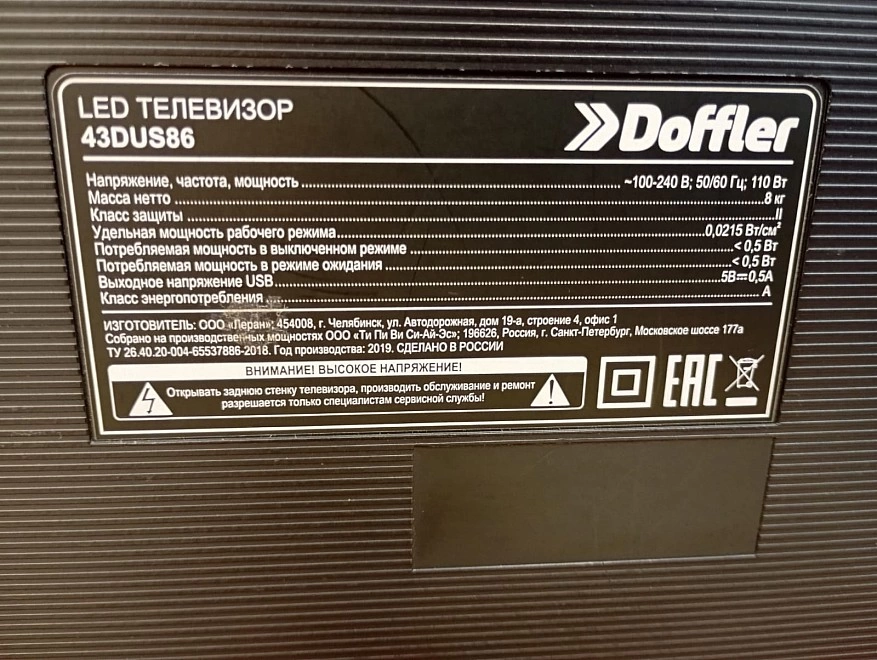 LED ТЕЛЕВИЗОР
43DUS86
Doffler
Напряжение, частота, мощность ~100-240 В; 50/60 Гц; 110 Вт
Масса нетто 8 кг
Класс защиты II
Удельная мощность рабочего режима 0,0215 Вт/см²
Потребляемая мощность в выключенном режиме < 0,5 Вт
Потребляемая мощность в режиме ожидания < 0,5 Вт
Выходное напряжение USB 5В⎓0,5А
Класс энергопотребления А
ИЗГОТОВИТЕЛЬ: ООО «Леран»; 454008, г. Челябинск, ул. Автодорожная, дом 19-а, строение 4, офис 1
Собрано на производственных мощностях ООО «Ти Пи Ви Си-Ай-Эс»; 196626, Россия, г. Санкт-Петербург, Московское шоссе 177а
ТУ 26.40.20-004-65537886-2018. Год производства: 2019. СДЕЛАНО В РОССИИ
ВНИМАНИЕ! ВЫСОКОЕ НАПРЯЖЕНИЕ!
Открывать заднюю стенку телевизора, производить обслуживание и ремонт
разрешается только специалистам сервисной службы!
EAC